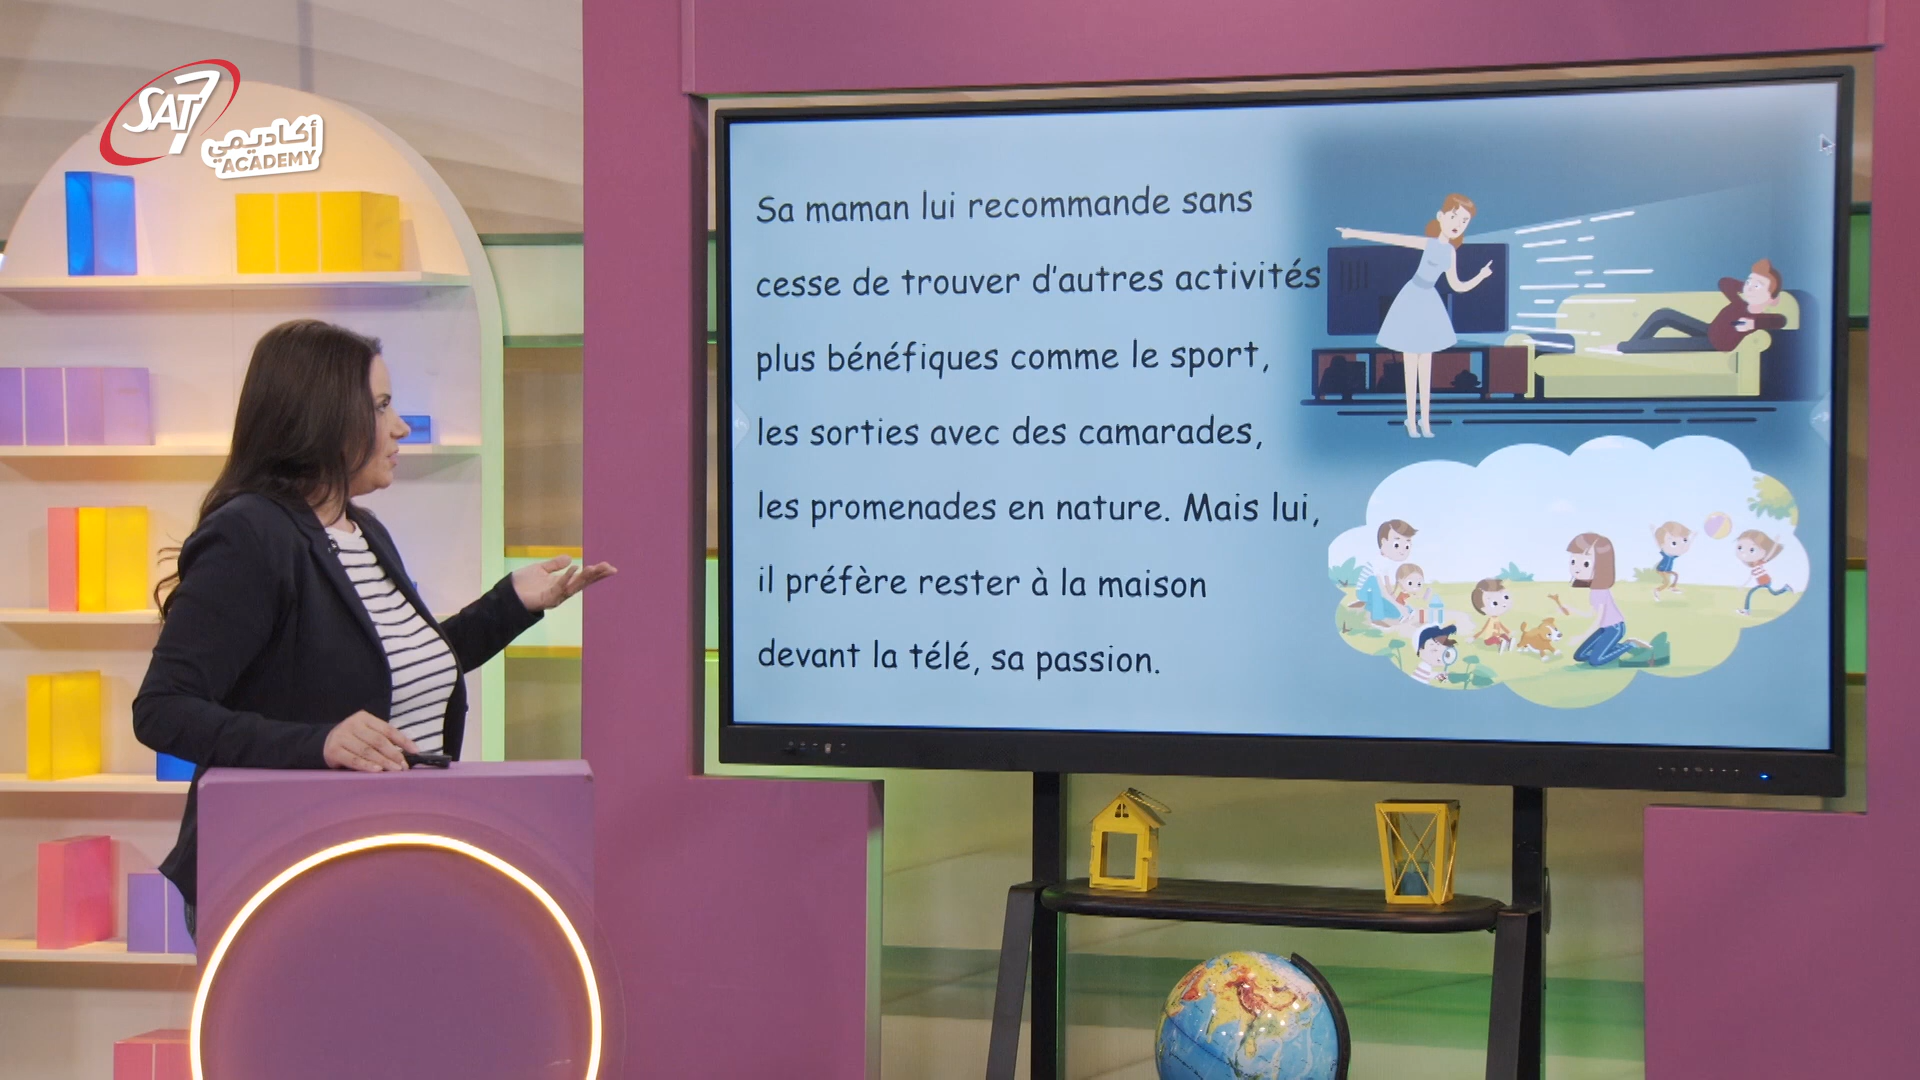 SAT7
أكاديمي
ACADEMY
Sa maman lui recommande sans
cesse de trouver d'autres activités
plus bénéfiques comme le sport,
les sorties avec des camarades,
les promenades en nature. Mais lui,
il préfère rester à la maison
devant la télé, sa passion.